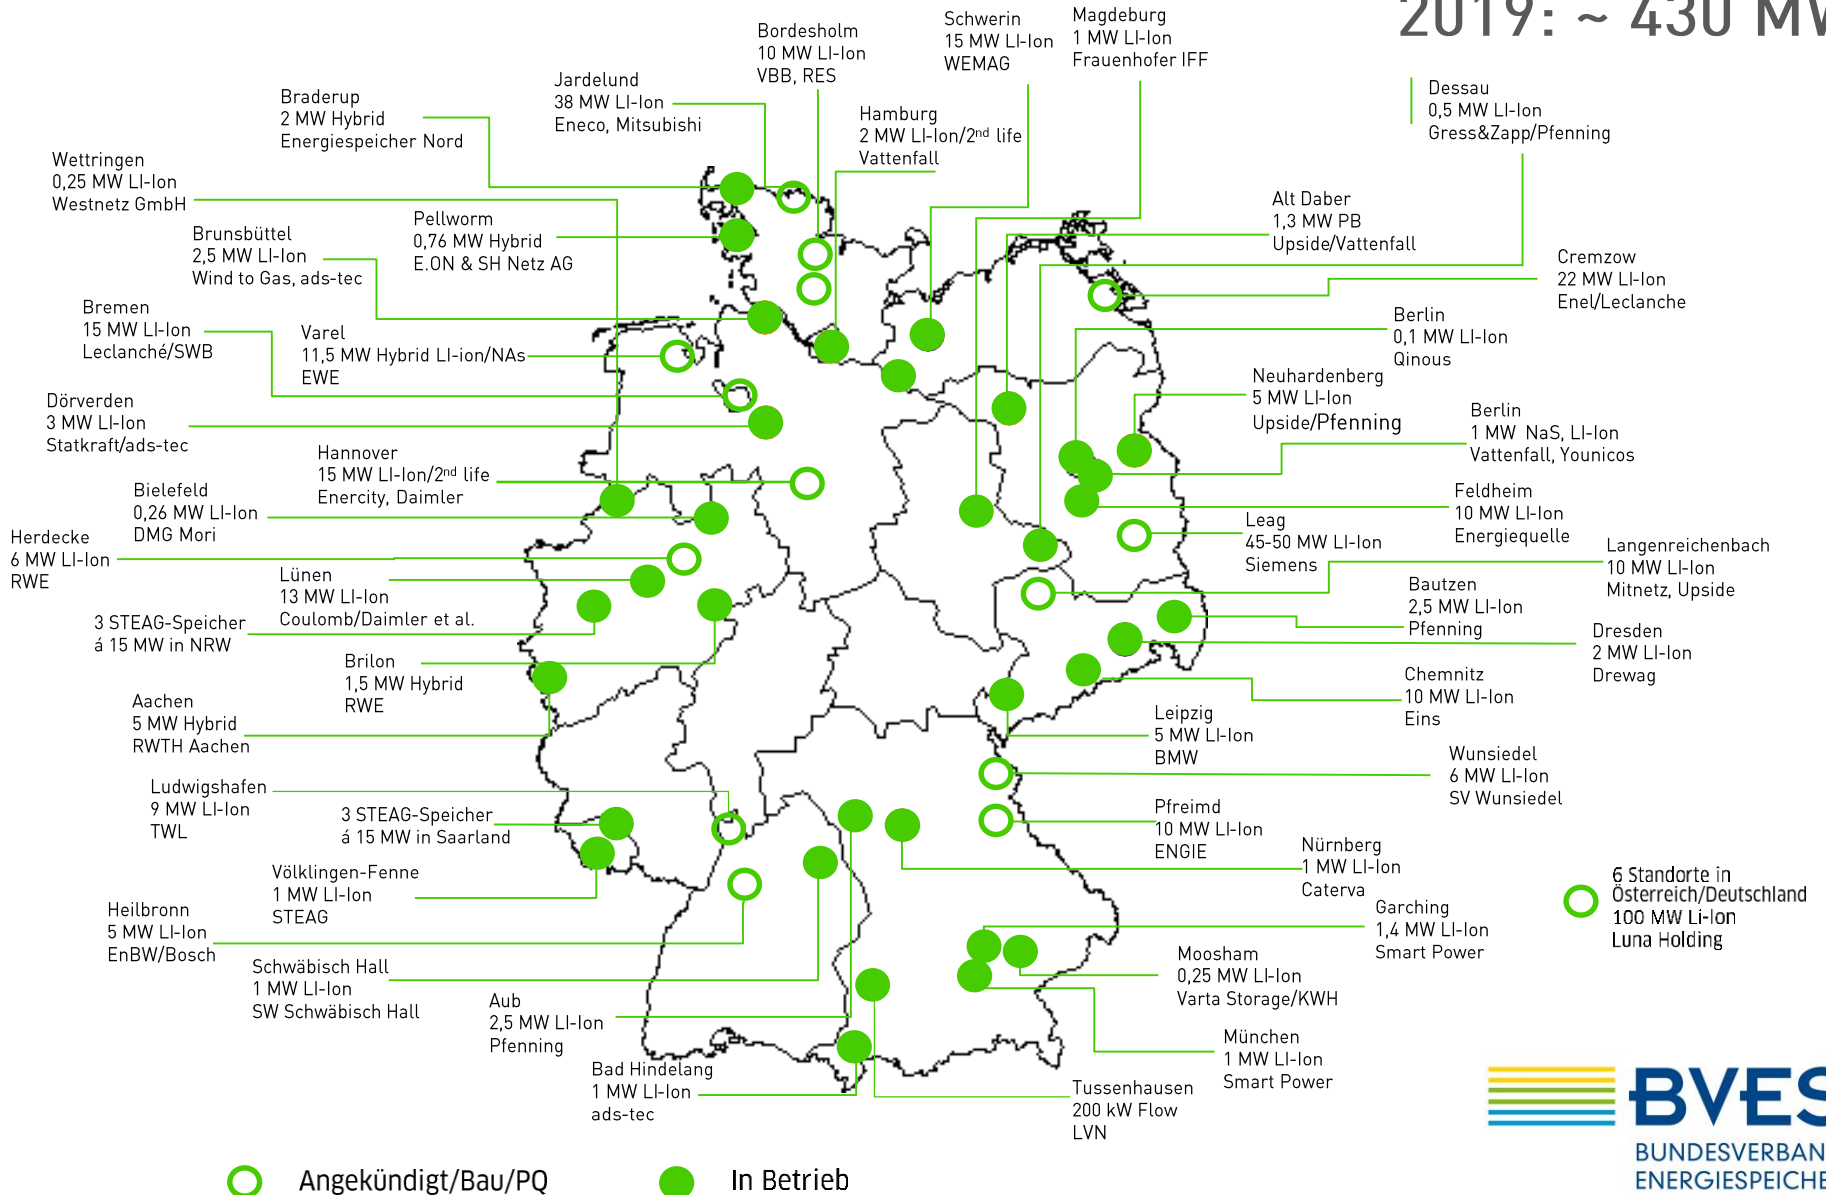 2019: ~ 430 MW
Schwerin
15 MW LI-Ion
WEMAG
Magdeburg
1 MW LI-Ion
Frauenhofer IFF
Bordesholm
10 MW LI-Ion
VBB, RES
Jardelund
38 MW LI-Ion
Eneco, Mitsubishi
Braderup
2 MW Hybrid
Energiespeicher Nord
Hamburg
2 MW LI-Ion/2nd life
Vattenfall
Dessau
0,5 MW LI-Ion
Gress&Zapp/Pfenning
Wettringen
0,25 MW LI-Ion
Westnetz GmbH
Pellworm
0,76 MW Hybrid
E.ON & SH Netz AG
Alt Daber
1,3 MW PB
Upside/Vattenfall
Brunsbüttel
2,5 MW LI-Ion
Wind to Gas, ads-tec
Cremzow
22 MW LI-Ion
Enel/Leclanche
Bremen
15 MW LI-Ion
Leclanché/SWB
Varel
11,5 MW Hybrid LI-ion/NAs
EWE
Berlin
0,1 MW LI-Ion
Qinous
Neuhardenberg
5 MW LI-Ion
Upside/Pfenning
Dörverden
3 MW LI-Ion
Statkraft/ads-tec
Berlin
1 MW NaS, LI-Ion
Vattenfall, Younicos
Hannover
15 MW LI-Ion/2nd life
Enercity, Daimler
Bielefeld
0,26 MW LI-Ion
DMG Mori
Feldheim
10 MW LI-Ion
Energiequelle
Leag
45-50 MW LI-Ion
Siemens
Herdecke
6 MW LI-Ion
RWE
Langenreichenbach
10 MW LI-Ion
Mitnetz, Upside
Lünen
13 MW LI-Ion
Coulomb/Daimler et al.
Bautzen
2,5 MW LI-Ion
Pfenning
3 STEAG-Speicher
á 15 MW in NRW
Dresden
2 MW LI-Ion
Drewag
Brilon
1,5 MW Hybrid
RWE
Chemnitz
10 MW LI-Ion
Eins
Aachen
5 MW Hybrid
RWTH Aachen
Leipzig
5 MW LI-Ion
BMW
Wunsiedel
6 MW LI-Ion
SV Wunsiedel
Ludwigshafen
9 MW LI-Ion
TWL
3 STEAG-Speicher
á 15 MW in Saarland
Pfreimd
10 MW LI-Ion
ENGIE
Nürnberg
1 MW LI-Ion
Caterva
Völklingen-Fenne
1 MW LI-Ion
STEAG
6 Standorte in
Österreich/Deutschland
100 MW Li-Ion
Luna Holding
Heilbronn
5 MW LI-Ion
EnBW/Bosch
Garching
1,4 MW LI-Ion
Smart Power
Schwäbisch Hall
1 MW LI-Ion
SW Schwäbisch Hall
Moosham
0,25 MW LI-Ion
Varta Storage/KWH
Aub
2,5 MW LI-Ion
Pfenning
München
1 MW LI-Ion
Smart Power
Bad Hindelang
1 MW LI-Ion
ads-tec
Tussenhausen
200 kW Flow
LVN
BVES
BUNDESVERBAN
ENERGIESPEICHE
Angekündigt/Bau/PQ
In Betrieb